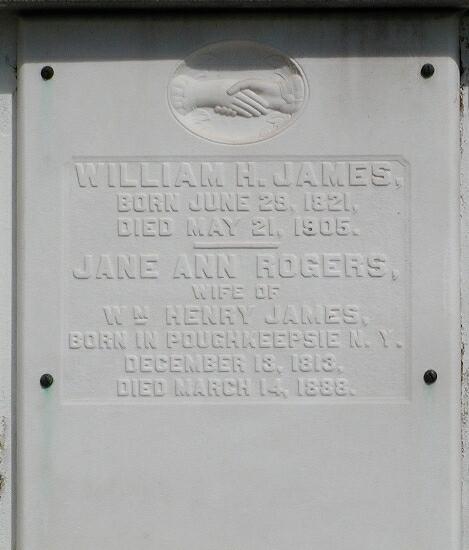 WILLIAM H. JAMES,
BORN JUNE 29, 1821,
DIED MAY 21, 1905.
JANE ANN ROGERS,
WIFE OF
WM HENRY JAMES,
BORN IN POUGHKEEPSIE N. Y.
DECEMBER 13, 1813,
DIED MARCH 14, 1888.